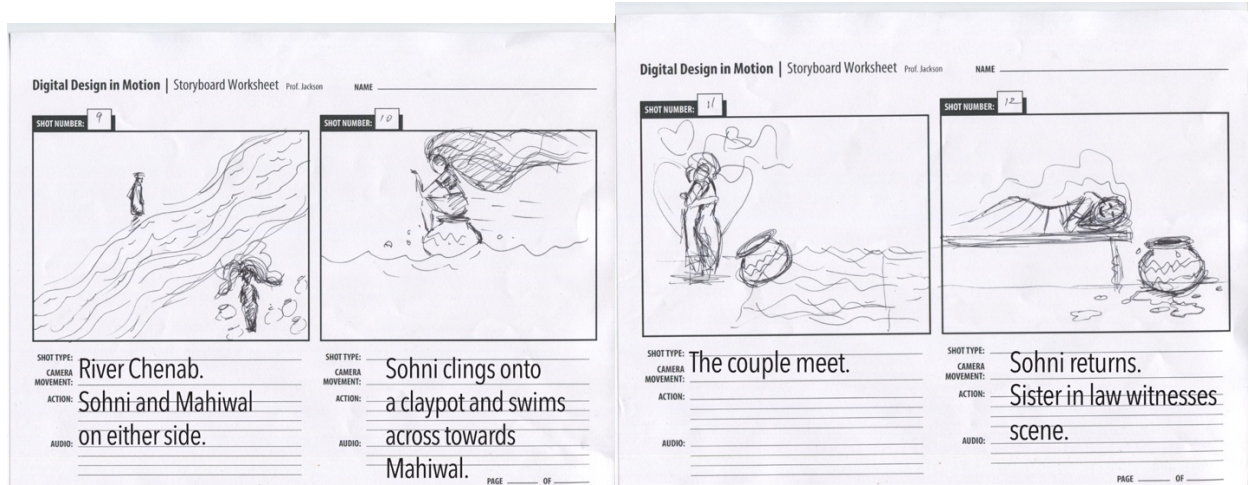 Digital Design in Motion | Storyboard Worksheet Prof. Jackson NAME
SHOT NUMBER: 9
SHOT NUMBER: 10
SHOT TYPE:
CAMERA
MOVEMENT:
ACTION:
AUDIO:
River Chenab.
Sohni and Mahiwal
on either side.
SHOT TYPE:
CAMERA
MOVEMENT:
ACTION:
AUDIO:
Sohni clings onto
a claypot and swims
across towards
Mahiwal.
PAGE OF
Digital Design in Motion | Storyboard Worksheet Prof. Jackson NAME
SHOT NUMBER: 11
SHOT NUMBER: 12
SHOT TYPE:
CAMERA
MOVEMENT:
ACTION:
AUDIO:
The couple meet.
SHOT TYPE:
CAMERA
MOVEMENT:
ACTION:
AUDIO:
Sohni returns.
Sister in law witnesses
scene.
PAGE OF